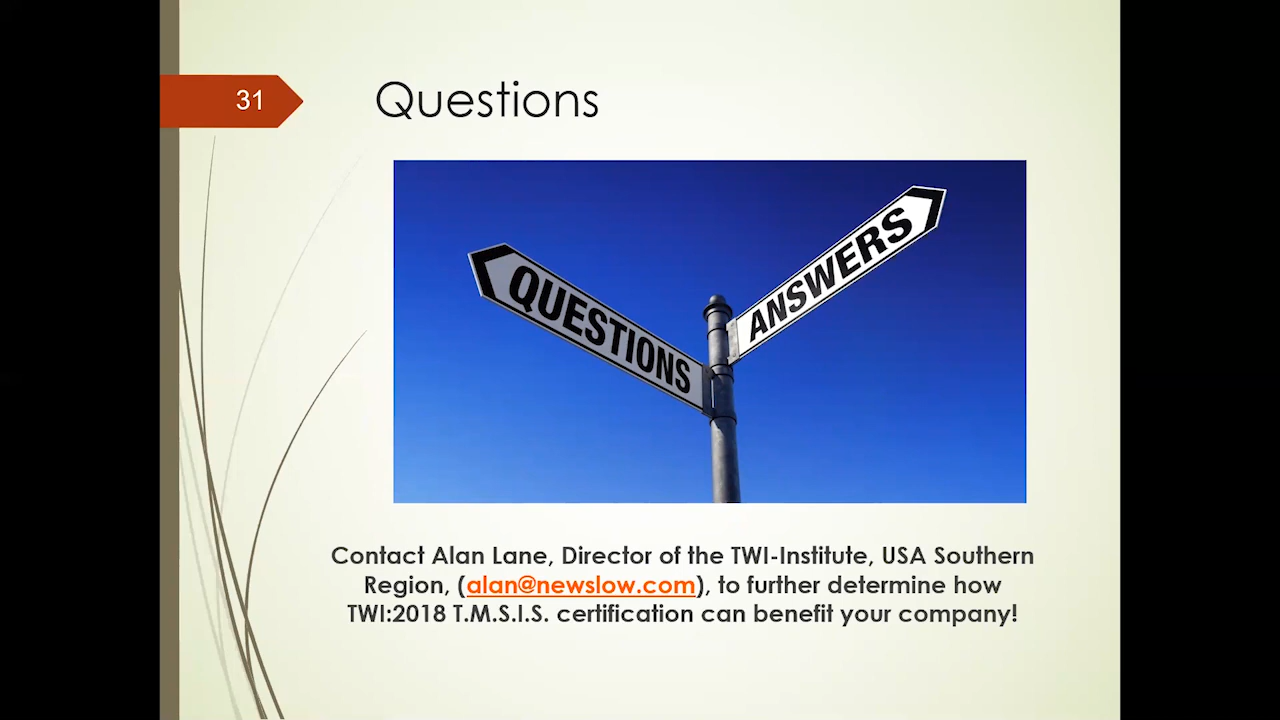 31
Questions
QUESTIONS
ANSWERS
Contact Alan Lane, Director of the TWI-Institute, USA Southern
Region, (alan@newslow.com), to further determine how
TWI:2018 T.M.S.I.S. certification can benefit your company!